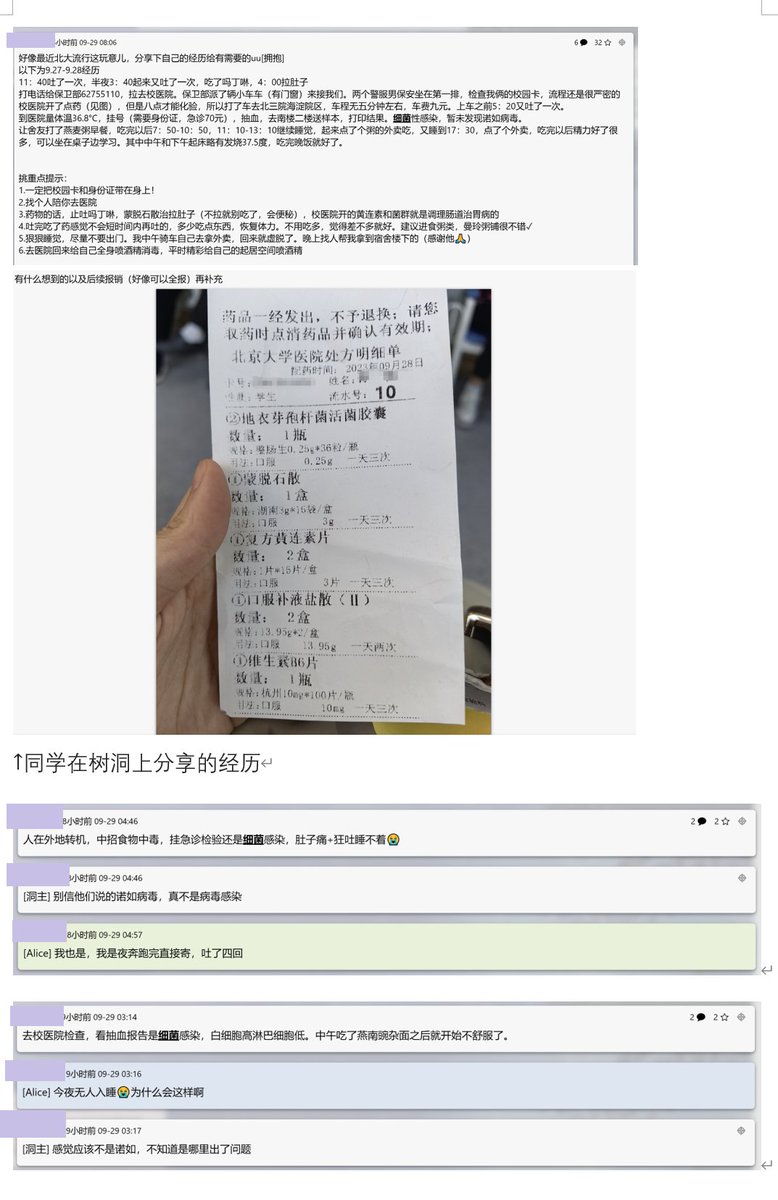 小时前 09-29 08:06
6 32
好像最近北大流行这玩意儿，分享下自己的经历给有需要的uu[拥抱]
以下为9.27-9.28经历
11：40吐了一次，半夜3：40起来又吐了一次，吃了吗丁啉，4：00拉肚子
打电话给保卫部62755110，拉去校医院。保卫部派了辆小车车（有门窗）来接我们。两个警服男保安坐在第一排，检查我俩的校园卡，流程还是很严密的
校医院开了点药（见图），但是八点才能化验，所以打了车去北三院海淀院区，车程无五分钟左右，车费九元。上车之前5：20又吐了一次。
到医院量体温36.8°C，挂号（需要身份证，急诊70元），抽血，去南楼二楼送样本，打印结果。细菌性感染，暂未发现诺如病毒。
让舍友打了燕麦粥早餐，吃完以后7：50-10：50，11：10-13：10继续睡觉，起来点了个粥的外卖吃，又睡到17：30，点了个外卖，吃完以后精力好了很
多，可以坐在桌子边学习。其中中午和下午起床略有发烧37.5度，吃完晚饭就好了。
挑重点提示：
1.一定把校园卡和身份证带在身上！
2.找个人陪你去医院
3.药物的话，止吐吗丁啉，蒙脱石散治拉肚子（不拉就别吃了，会便秘），校医院开的黄连素和菌群就是调理肠道治胃病的
4.吐完吃了药感觉不会短时间内再吐的，多少吃点东西，恢复体力。不用吃多，觉得差不多就好。建议进食粥类，曼玲粥铺很不错✓
5.狠狠睡觉，尽量不要出门。我中午骑车自己去拿外卖，回来就虚脱了。晚上找人帮我拿到宿舍楼下的（感谢他🙏）
6.去医院回来给自己全身喷酒精消毒，平时精彩给自己的起居空间喷酒精
有什么想到的以及后续报销（好像可以全报）再补充
药品一经发出，不予退换；请您
取药时点清药品并确认有效期；
北京大学医院处方明细单
配药时间：2023年09月28日
卡号： 姓名：
性质：学生 流水号：10
②地衣芽孢杆菌活菌胶囊
数量： 1瓶
规格：整肠生0.25g*36粒/瓶
用法：口服 0.25g 一天三次
①蒙脱石散
数量： 1盒
规格：湖南3g*15袋/盒
用法：口服 3g 一天三次
①复方黄连素片
数量： 2盒
规格：1片*15片/盒
用法：口服 3片 一天三次
①口服补液盐散（Ⅱ）
数量： 2盒
规格：13.95g*2/盒
用法：口服 13.95g 一天两次
①维生素B6片
数量： 1瓶
规格：杭州10mg*100片/瓶
用法：口服 10mg 一天三次
↑同学在树洞上分享的经历
8小时前 09-29 04:46
2 2
人在外地转机，中招食物中毒，挂急诊检验还是细菌感染，肚子痛+狂吐睡不着😭
小时前 09-29 04:46
[洞主] 别信他们说的诺如病毒，真不是病毒感染
8小时前 09-29 04:57
[Alice] 我也是，我是夜奔跑完直接寄，吐了四回
小时前 09-29 03:14
2 2
去校医院检查，看抽血报告是细菌感染，白细胞高淋巴细胞低。中午吃了燕南豌杂面之后就开始不舒服了。
9小时前 09-29 03:16
[Alice] 今夜无人入睡😭为什么会这样啊
9小时前 09-29 03:17
[洞主] 感觉应该不是诺如，不知道是哪里出了问题